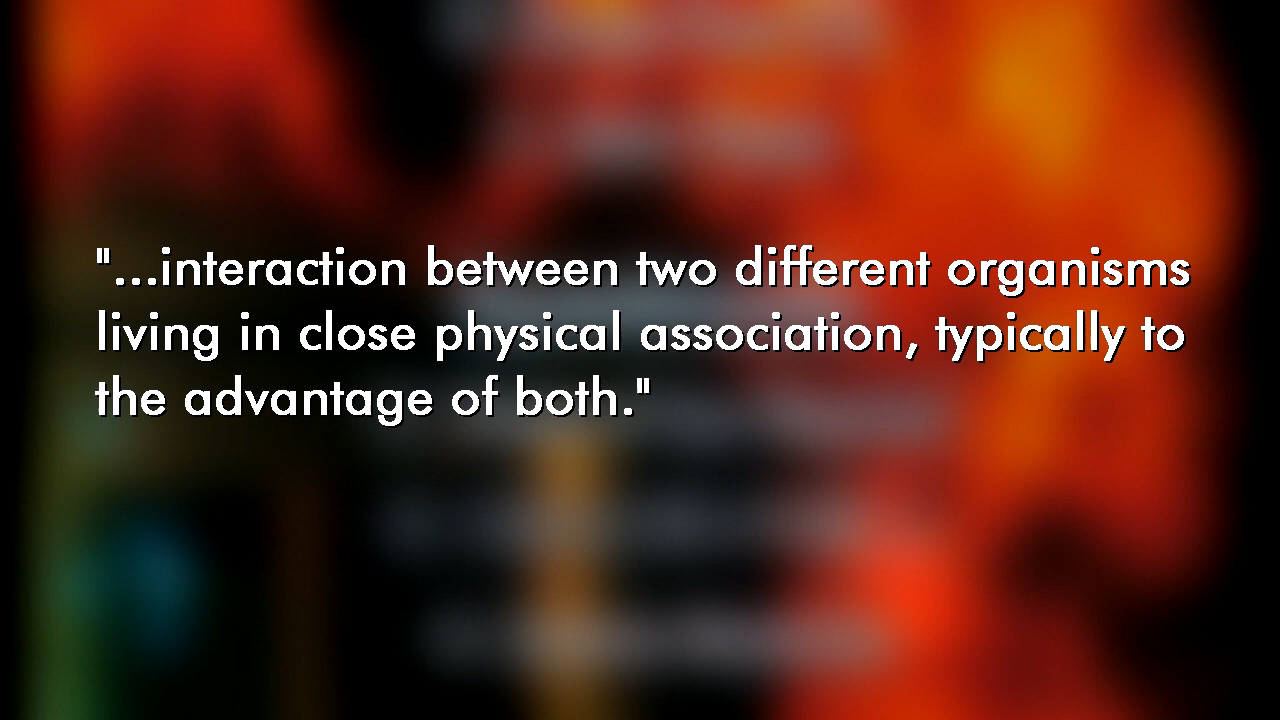 "...interaction between two different organisms
living in close physical association, typically to
the advantage of both."